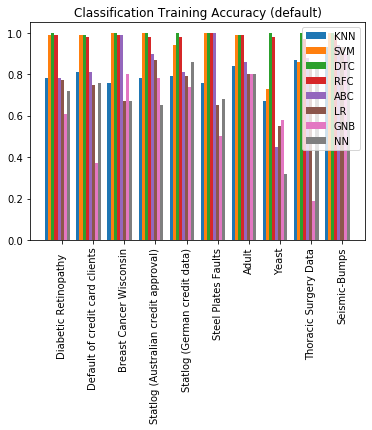 Classification Training Accuracy (default)
1.0
0.8
0.6
0.4
0.2
0.0
KNN
SVM
DTC
RFC
ABC
LR
GNB
NN
Diabetic Retinopathy
Default of credit card clients
Breast Cancer Wisconsin
Statlog (Australian credit approval)
Statlog (German credit data)
Steel Plates Faults
Adult
Yeast
Thoracic Surgery Data
Seismic-Bumps